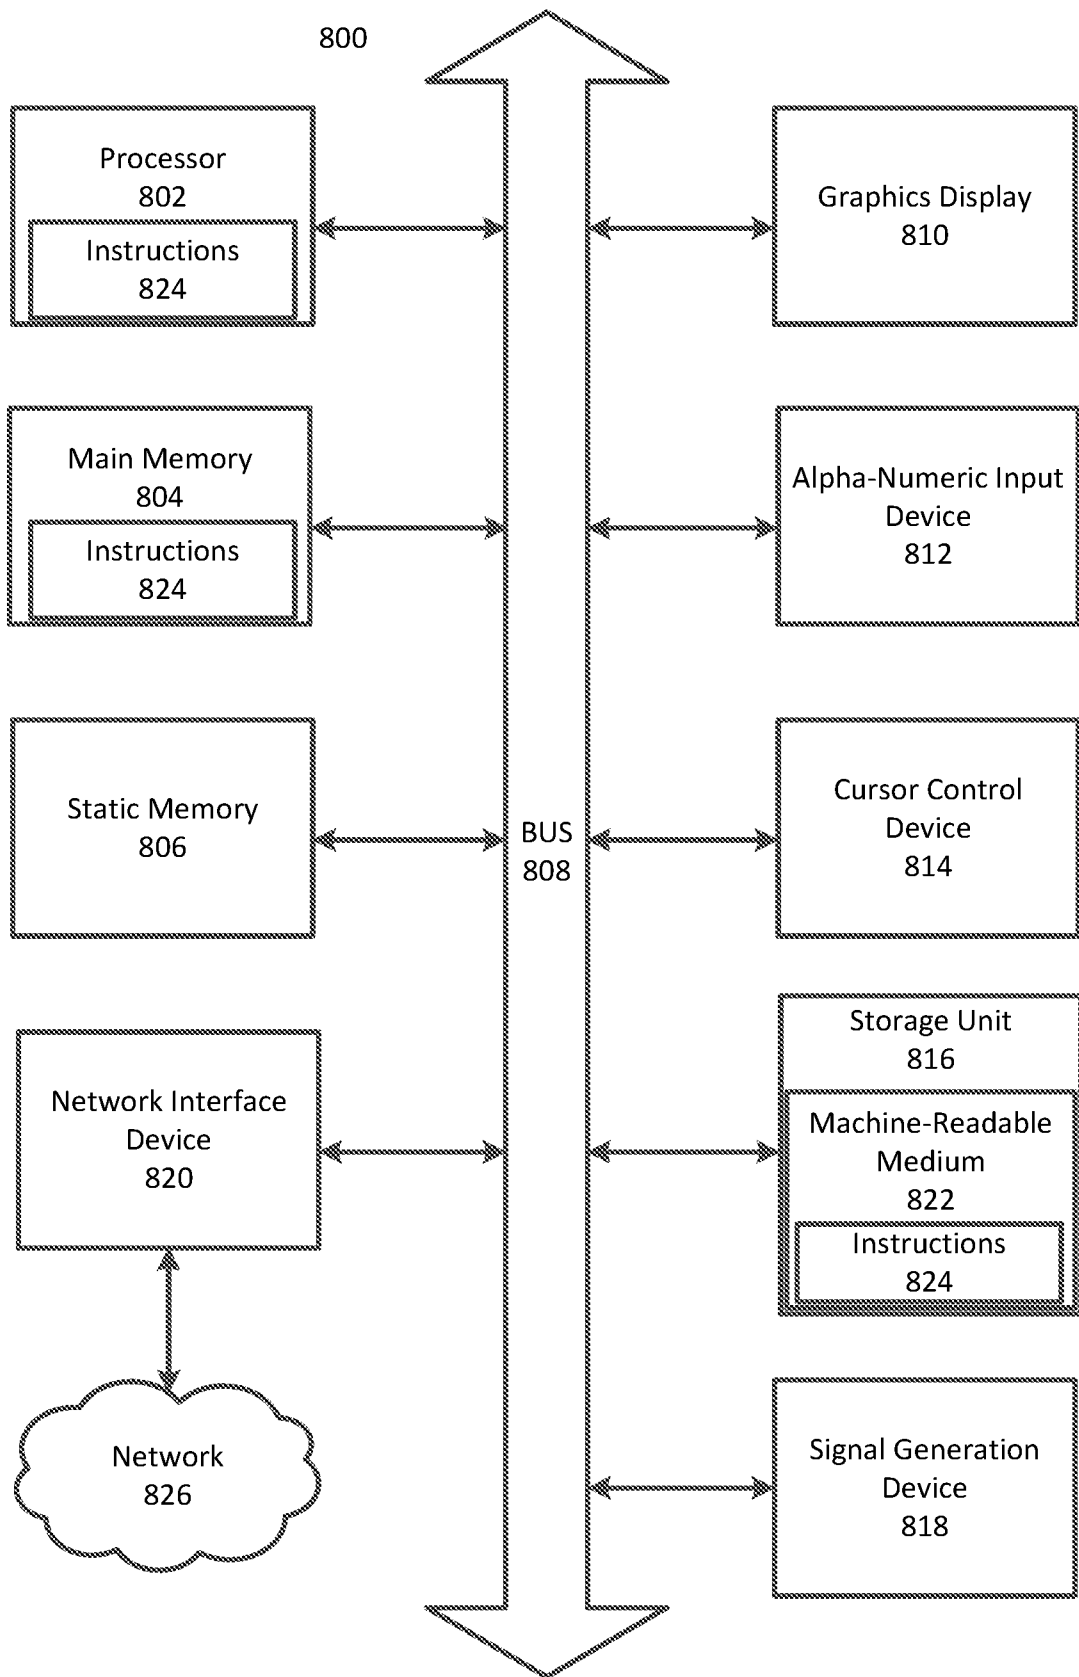 800
Processor
802
Instructions
824
Main Memory
804
Instructions
824
Static Memory
806
Network Interface
Device
820
Network
826
BUS
808
Graphics Display
810
Alpha-Numeric Input
Device
812
Cursor Control
Device
814
Storage Unit
816
Machine-Readable
Medium
822
Instructions
824
Signal Generation
Device
818